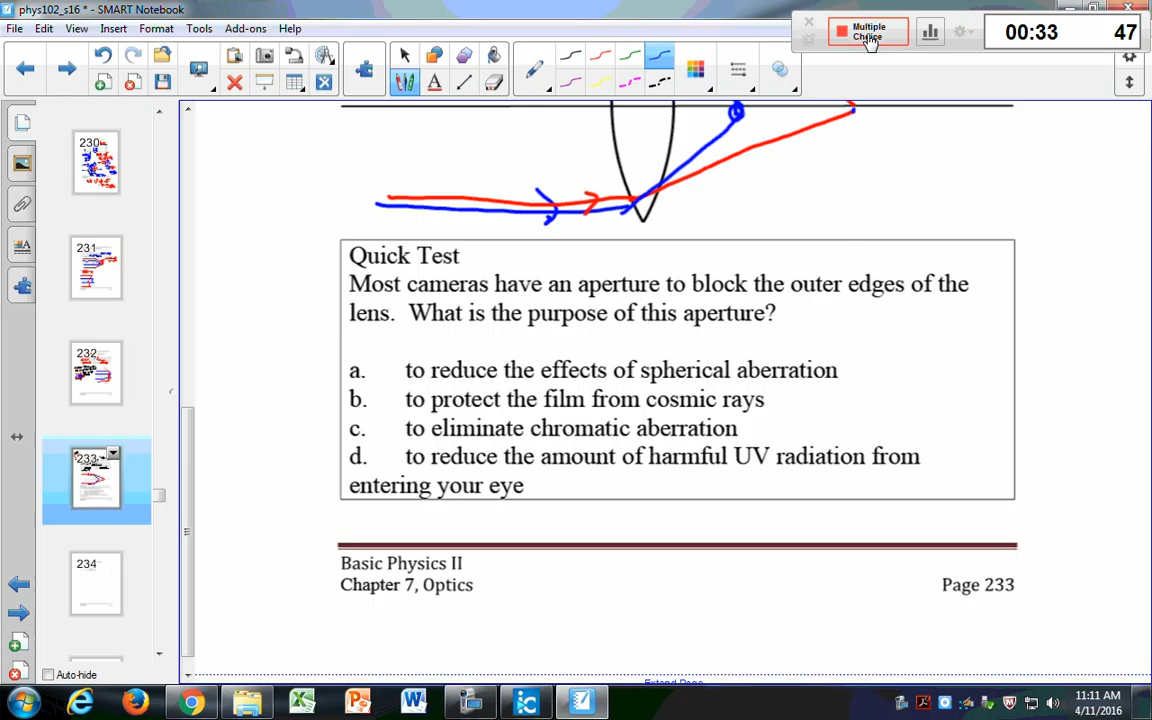 phys102_s16 * - SMART Notebook
File Edit View Insert Format Tools Add-ons Help
Multiple Choice
00:33 47
230
231
232
233
234
Auto-hide
Quick Test
Most cameras have an aperture to block the outer edges of the
lens. What is the purpose of this aperture?
a. to reduce the effects of spherical aberration
b. to protect the film from cosmic rays
c. to eliminate chromatic aberration
d. to reduce the amount of harmful UV radiation from
entering your eye
Basic Physics II
Chapter 7, Optics Page 233
Extend Page
11:11 AM
4/11/2016